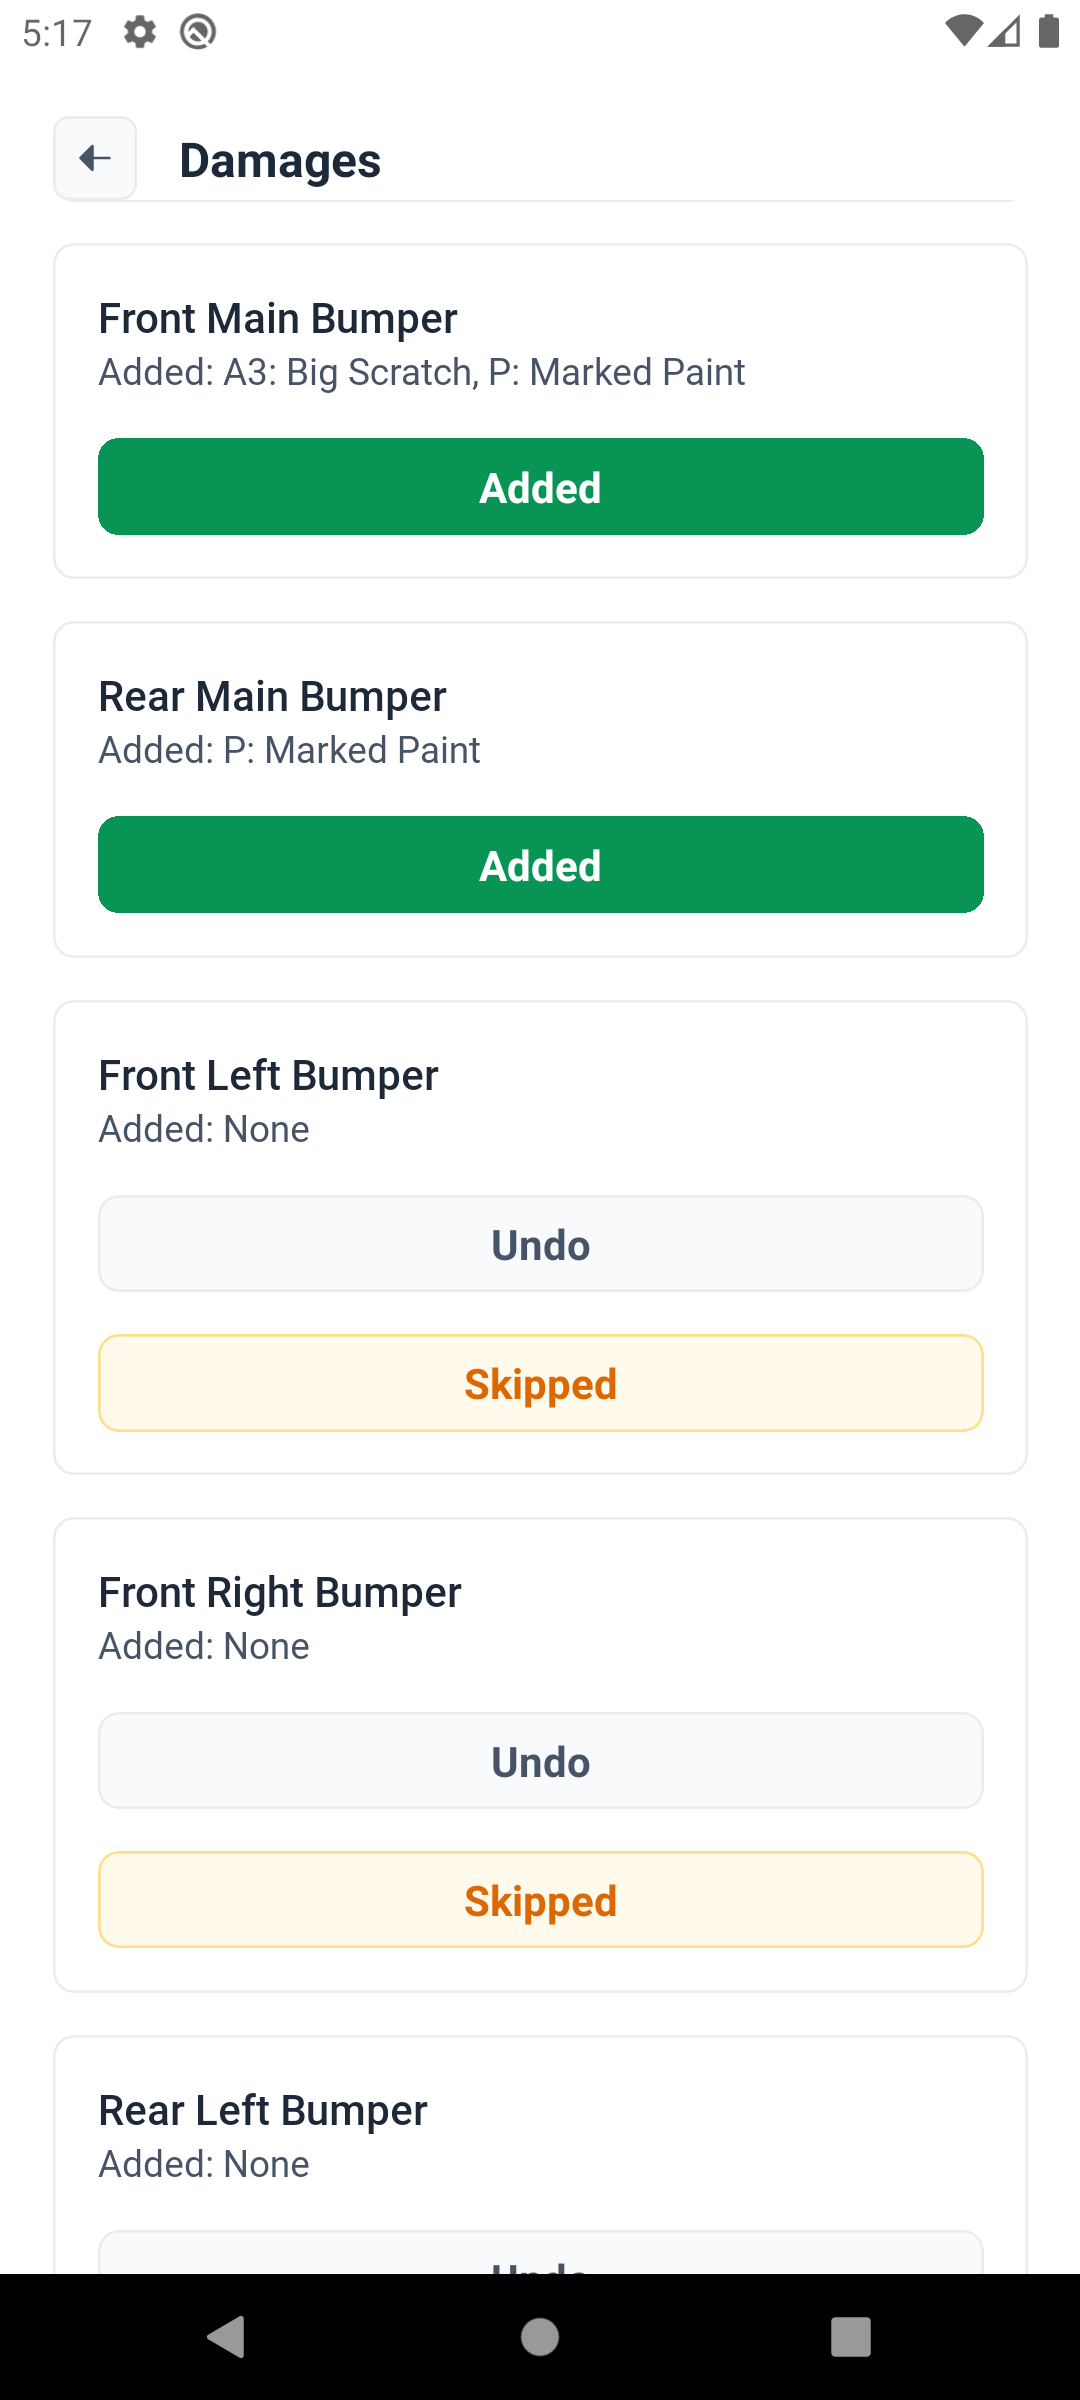 5:17
Damages
Front Main Bumper
Added: A3: Big Scratch, P: Marked Paint
Added
Rear Main Bumper
Added: P: Marked Paint
Added
Front Left Bumper
Added: None
Undo
Skipped
Front Right Bumper
Added: None
Undo
Skipped
Rear Left Bumper
Added: None
Undo